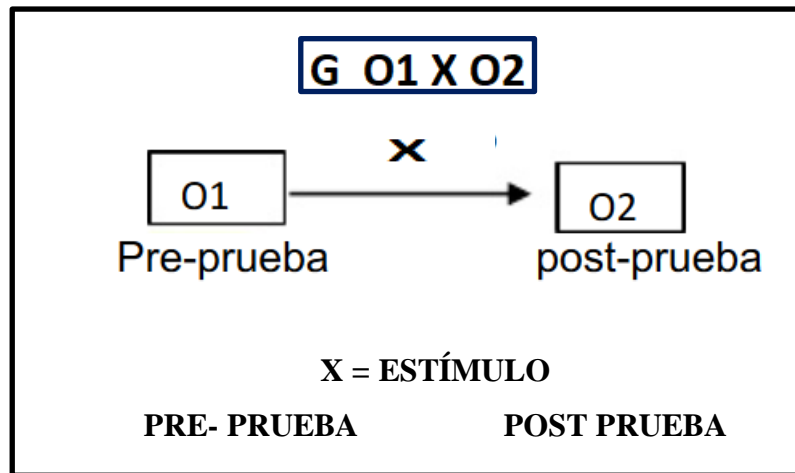 G O1 X O2
X
O1
O2
Pre-prueba
post-prueba
X = ESTÍMULO
PRE- PRUEBA POST PRUEBA